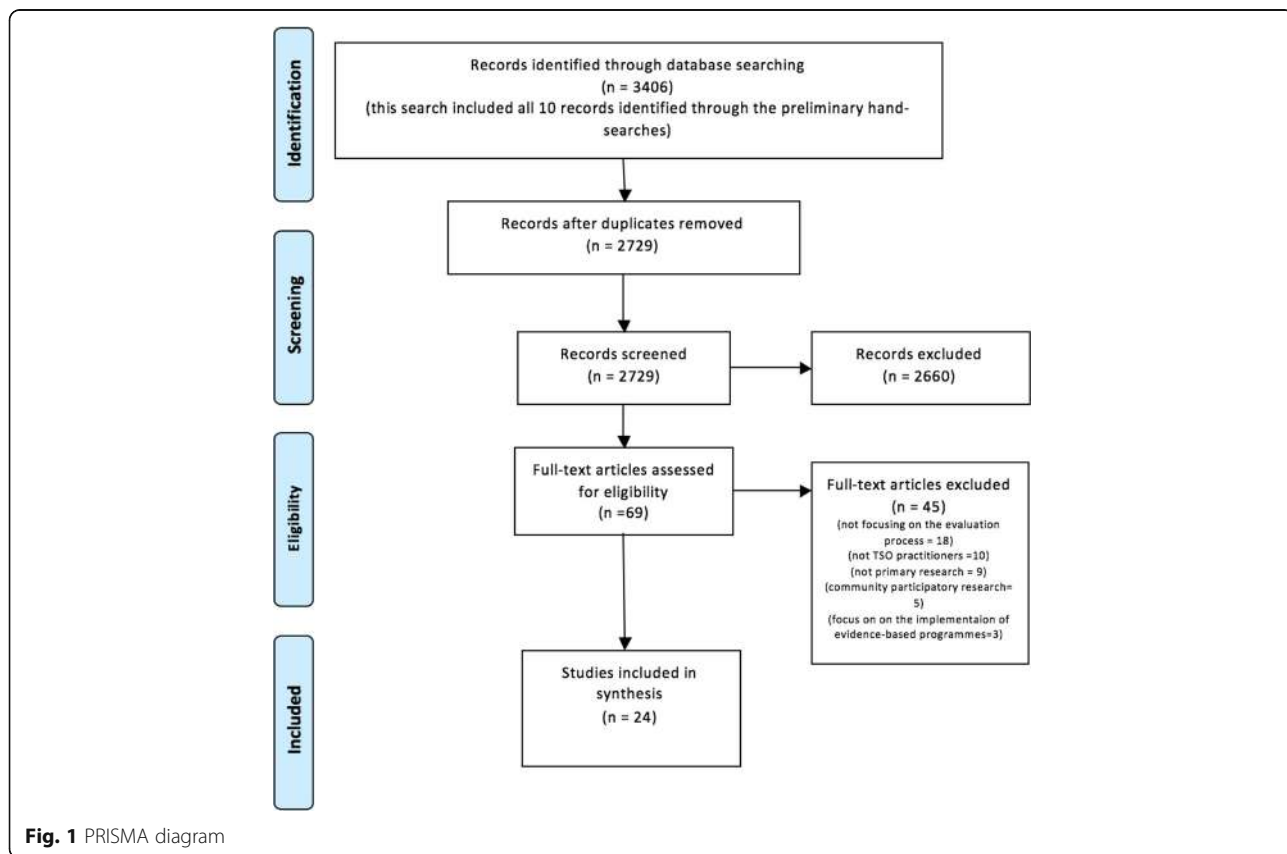 Identification
Records identified through database searching
(n = 3406)
(this search included all 10 records identified through the preliminary hand-
searches)
Records after duplicates removed
(n = 2729)
Screening
Records screened
(n = 2729)
Records excluded
(n = 2660)
Eligibility
Full-text articles assessed
for eligibility
(n =69)
Full-text articles excluded
(n = 45)
(not focusing on the evaluation
process = 18)
(not TSO practitioners =10)
(not primary research = 9)
(community participatory research=
5)
(focus on on the implementaion of
evidence-based programmes=3)
Included
Studies included in
synthesis
(n = 24)
Fig. 1 PRISMA diagram